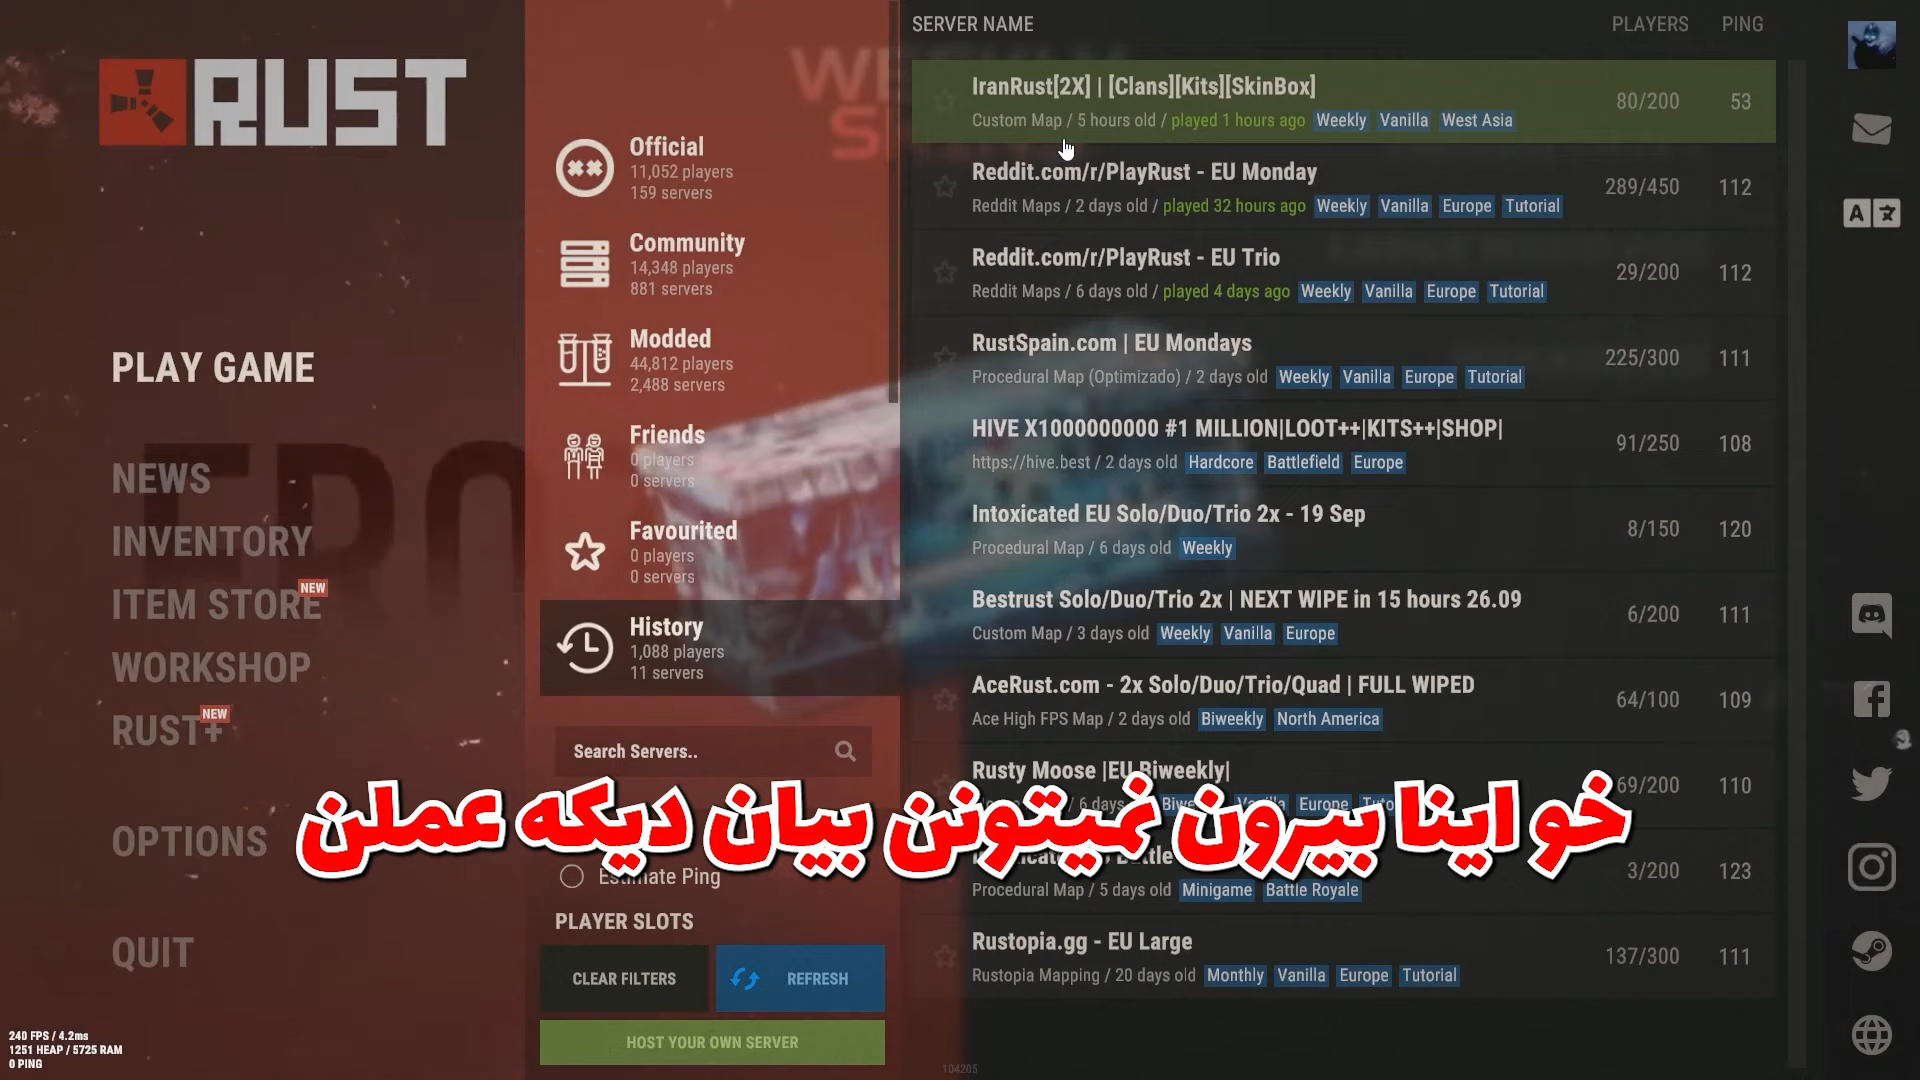 RUST
PLAY GAME
NEWS
INVENTORY
ITEM STORE
NEW
WORKSHOP
RUST+
NEW
OPTIONS
QUIT
240 FPS / 4.2ms
1251 HEAP / 5725 RAM
0 PING
Official
11,052 players
159 servers
Community
14,348 players
881 servers
Modded
44,812 players
2,488 servers
Friends
0 players
0 servers
Favourited
0 players
0 servers
History
1,088 players
11 servers
Search Servers..
Estimate Ping
PLAYER SLOTS
CLEAR FILTERS
REFRESH
HOST YOUR OWN SERVER
SERVER NAME PLAYERS PING
IranRust[2X] | [Clans][Kits][SkinBox] 80/200 53
Custom Map / 5 hours old / played 1 hours ago Weekly Vanilla West Asia
Reddit.com/r/PlayRust - EU Monday 289/450 112
Reddit Maps / 2 days old / played 32 hours ago Weekly Vanilla Europe Tutorial
Reddit.com/r/PlayRust - EU Trio 29/200 112
Reddit Maps / 6 days old / played 4 days ago Weekly Vanilla Europe Tutorial
RustSpain.com | EU Mondays 225/300 111
Procedural Map (Optimizado) / 2 days old Weekly Vanilla Europe Tutorial
HIVE X1000000000 #1 MILLION|LOOT++|KITS++|SHOP| 91/250 108
https://hive.best / 2 days old Hardcore Battlefield Europe
Intoxicated EU Solo/Duo/Trio 2x - 19 Sep 8/150 120
Procedural Map / 6 days old Weekly
Bestrust Solo/Duo/Trio 2x | NEXT WIPE in 15 hours 26.09 6/200 111
Custom Map / 3 days old Weekly Vanilla Europe
AceRust.com - 2x Solo/Duo/Trio/Quad | FULL WIPED 64/100 109
Ace High FPS Map / 2 days old Biweekly North America
Rusty Moose |EU Biweekly| 69/200 110
/ 6 days Vanilla Europe
خو اینا بیرون نمیتونن بیان دیکه عملن
3/200 123
Procedural Map / 5 days old Minigame Battle Royale
Rustopia.gg - EU Large 137/300 111
Rustopia Mapping / 20 days old Monthly Vanilla Europe Tutorial
104205